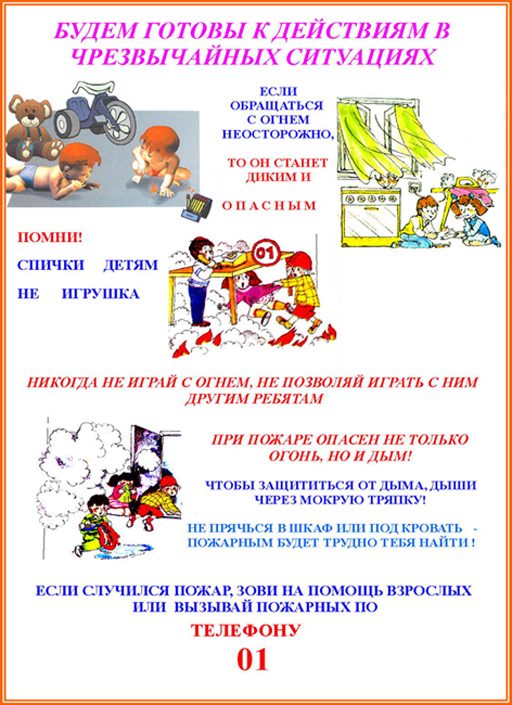 БУДЕМ ГОТОВЫ К ДЕЙСТВИЯМ В
ЧРЕЗВЫЧАЙНЫХ СИТУАЦИЯХ
ЕСЛИ
ОБРАЩАТЬСЯ
С ОГНЕМ
НЕОСТОРОЖНО,
ТО ОН СТАНЕТ
ДИКИМ И
О П А С Н Ы М
ПОМНИ!
СПИЧКИ ДЕТЯМ
НЕ ИГРУШКА
01
НИКОГДА НЕ ИГРАЙ С ОГНЕМ, НЕ ПОЗВОЛЯЙ ИГРАТЬ С НИМ
ДРУГИМ РЕБЯТАМ
ПРИ ПОЖАРЕ ОПАСЕН НЕ ТОЛЬКО
ОГОНЬ, НО И ДЫМ!
ЧТОБЫ ЗАЩИТИТЬСЯ ОТ ДЫМА, ДЫШИ
ЧЕРЕЗ МОКРУЮ ТРЯПКУ!
НЕ ПРЯЧЬСЯ В ШКАФ ИЛИ ПОД КРОВАТЬ -
ПОЖАРНЫМ БУДЕТ ТРУДНО ТЕБЯ НАЙТИ !
ЕСЛИ СЛУЧИЛСЯ ПОЖАР, ЗОВИ НА ПОМОЩЬ ВЗРОСЛЫХ
ИЛИ ВЫЗЫВАЙ ПОЖАРНЫХ ПО
ТЕЛЕФОНУ
01